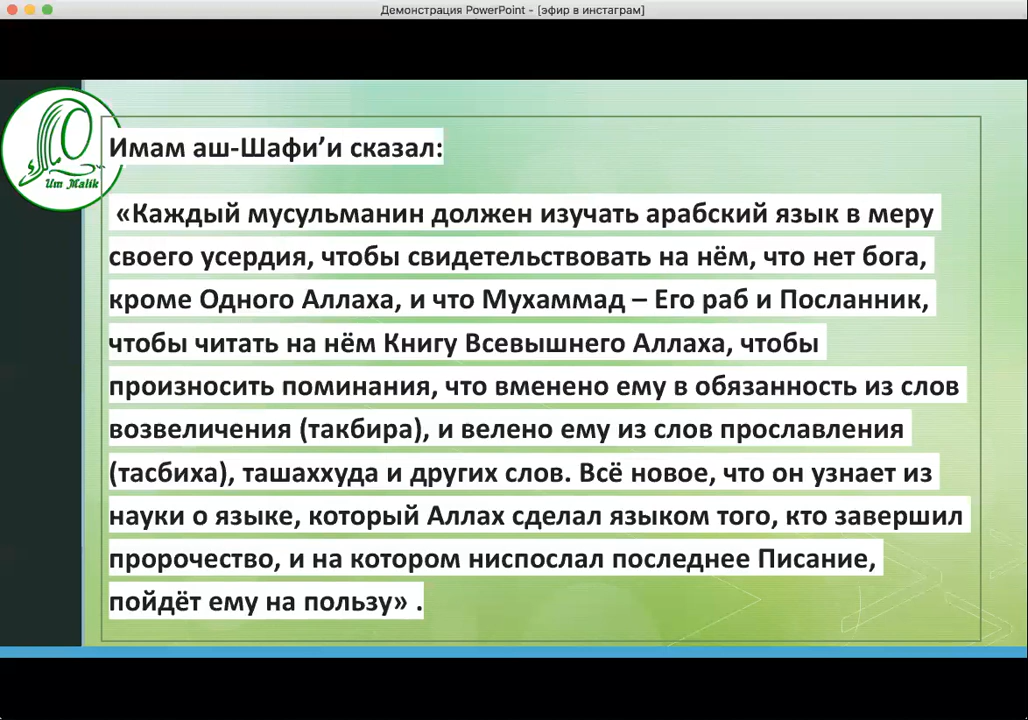 Демонстрация PowerPoint - [эфир в инстаграм]
Um Malik
Имам аш-Шафи’и сказал:
«Каждый мусульманин должен изучать арабский язык в меру
своего усердия, чтобы свидетельствовать на нём, что нет бога,
кроме Одного Аллаха, и что Мухаммад – Его раб и Посланник,
чтобы читать на нём Книгу Всевышнего Аллаха, чтобы
произносить поминания, что вменено ему в обязанность из слов
возвеличения (такбира), и велено ему из слов прославления
(тасбиха), ташаххуда и других слов. Всё новое, что он узнает из
науки о языке, который Аллах сделал языком того, кто завершил
пророчество, и на котором ниспослал последнее Писание,
пойдёт ему на пользу» .